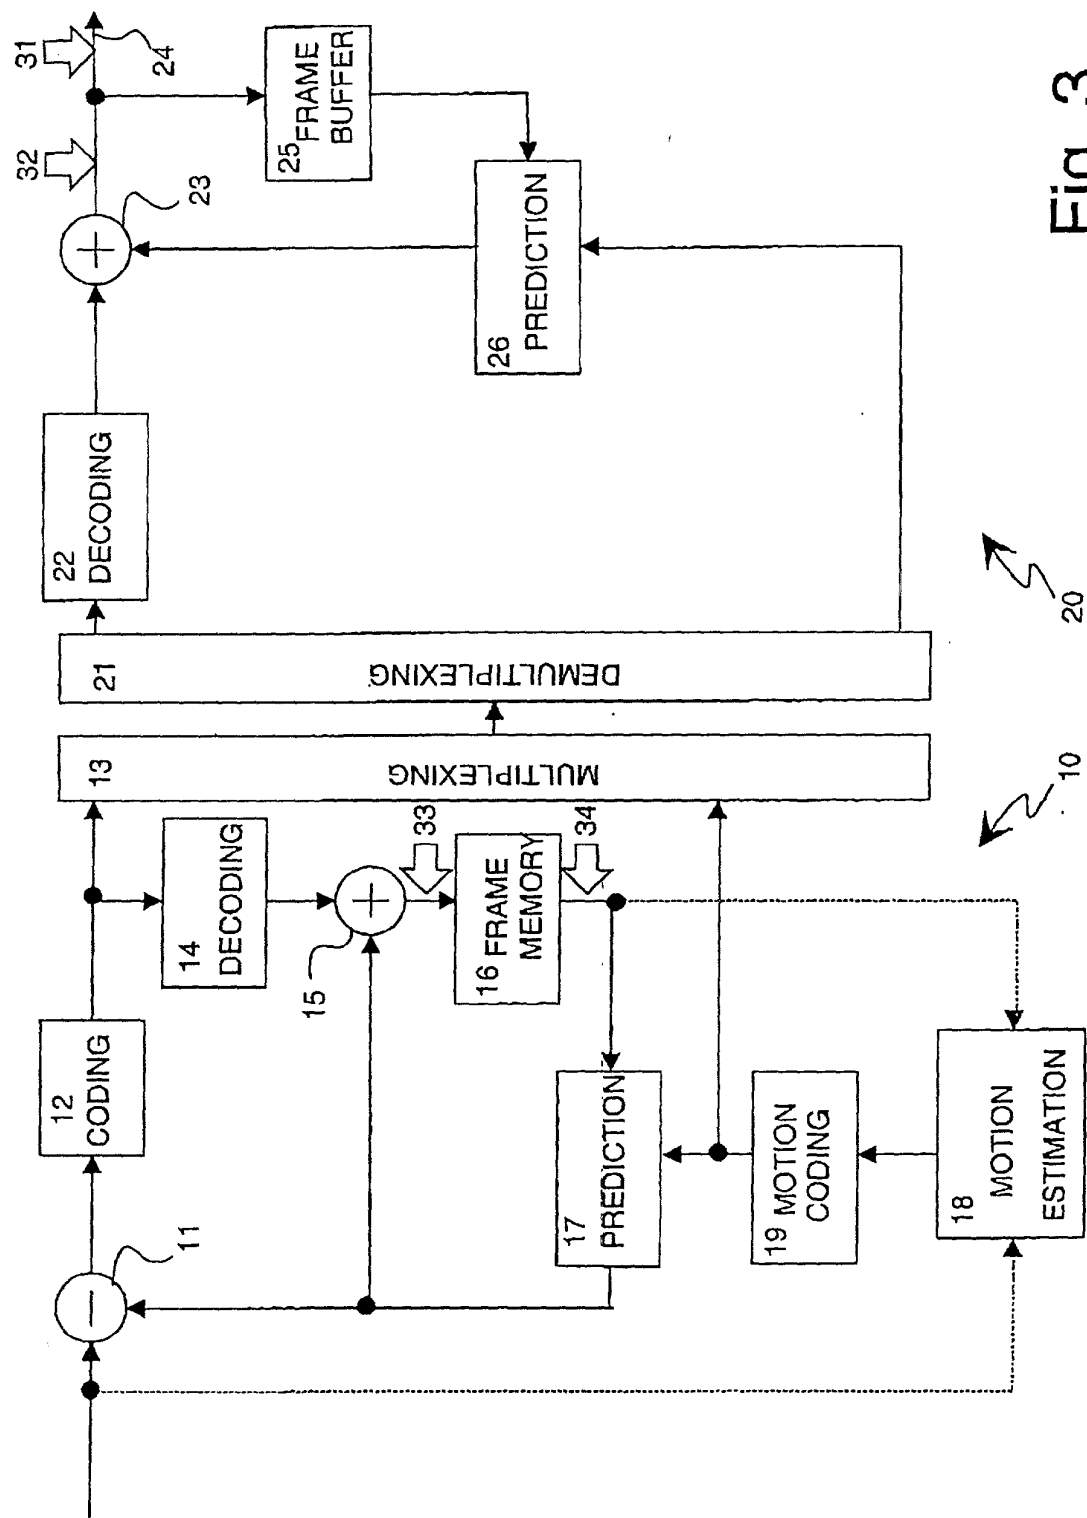 11
12
CODING
13
MULTIPLEXING
14
DECODING
15
33
16 FRAME
MEMORY
34
17
PREDICTION
19 MOTION
CODING
18
MOTION
ESTIMATION
10
21
DEMULTIPLEXING
22
DECODING
23
32
31
24
25 FRAME
BUFFER
26
PREDICTION
20
Fig. 3